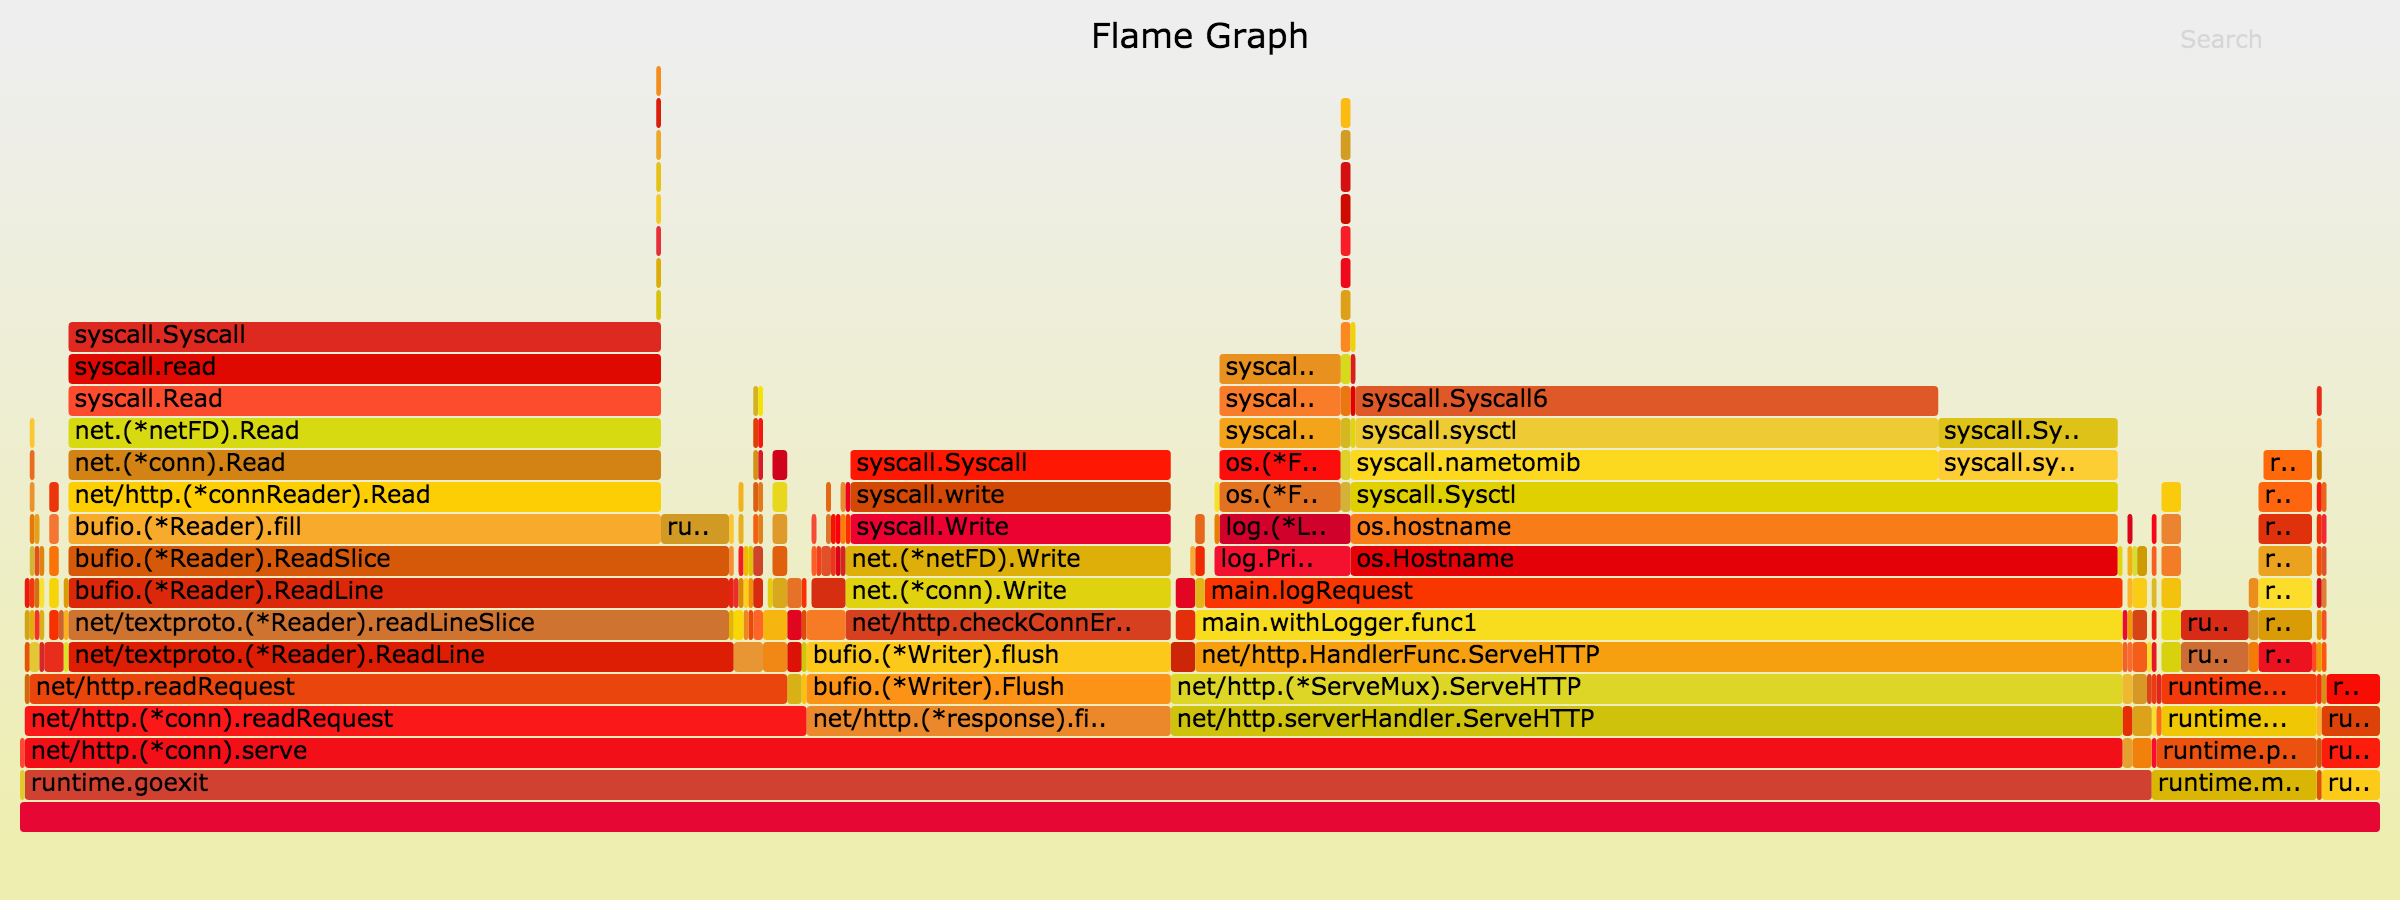 Flame Graph
Search
syscall.Syscall
syscall.read
syscal..
syscall.Read
syscal..
syscall.Syscall6
net.(*netFD).Read
syscal..
syscall.sysctl
syscall.Sy..
net.(*conn).Read
syscall.Syscall
os.(*F..
syscall.nametomib
syscall.sy..
r..
net/http.(*connReader).Read
syscall.write
os.(*F..
syscall.Sysctl
r..
bufio.(*Reader).fill
ru..
syscall.Write
log.(*L..
os.hostname
r..
bufio.(*Reader).ReadSlice
net.(*netFD).Write
log.Pri..
os.Hostname
r..
bufio.(*Reader).ReadLine
net.(*conn).Write
main.logRequest
r..
net/textproto.(*Reader).readLineSlice
net/http.checkConnEr..
main.withLogger.func1
ru..
r..
net/textproto.(*Reader).ReadLine
bufio.(*Writer).flush
net/http.HandlerFunc.ServeHTTP
ru..
r..
net/http.readRequest
bufio.(*Writer).Flush
net/http.(*ServeMux).ServeHTTP
runtime...
r..
net/http.(*conn).readRequest
net/http.(*response).fi..
net/http.serverHandler.ServeHTTP
runtime...
ru..
net/http.(*conn).serve
runtime.p..
ru..
runtime.goexit
runtime.m..
ru..